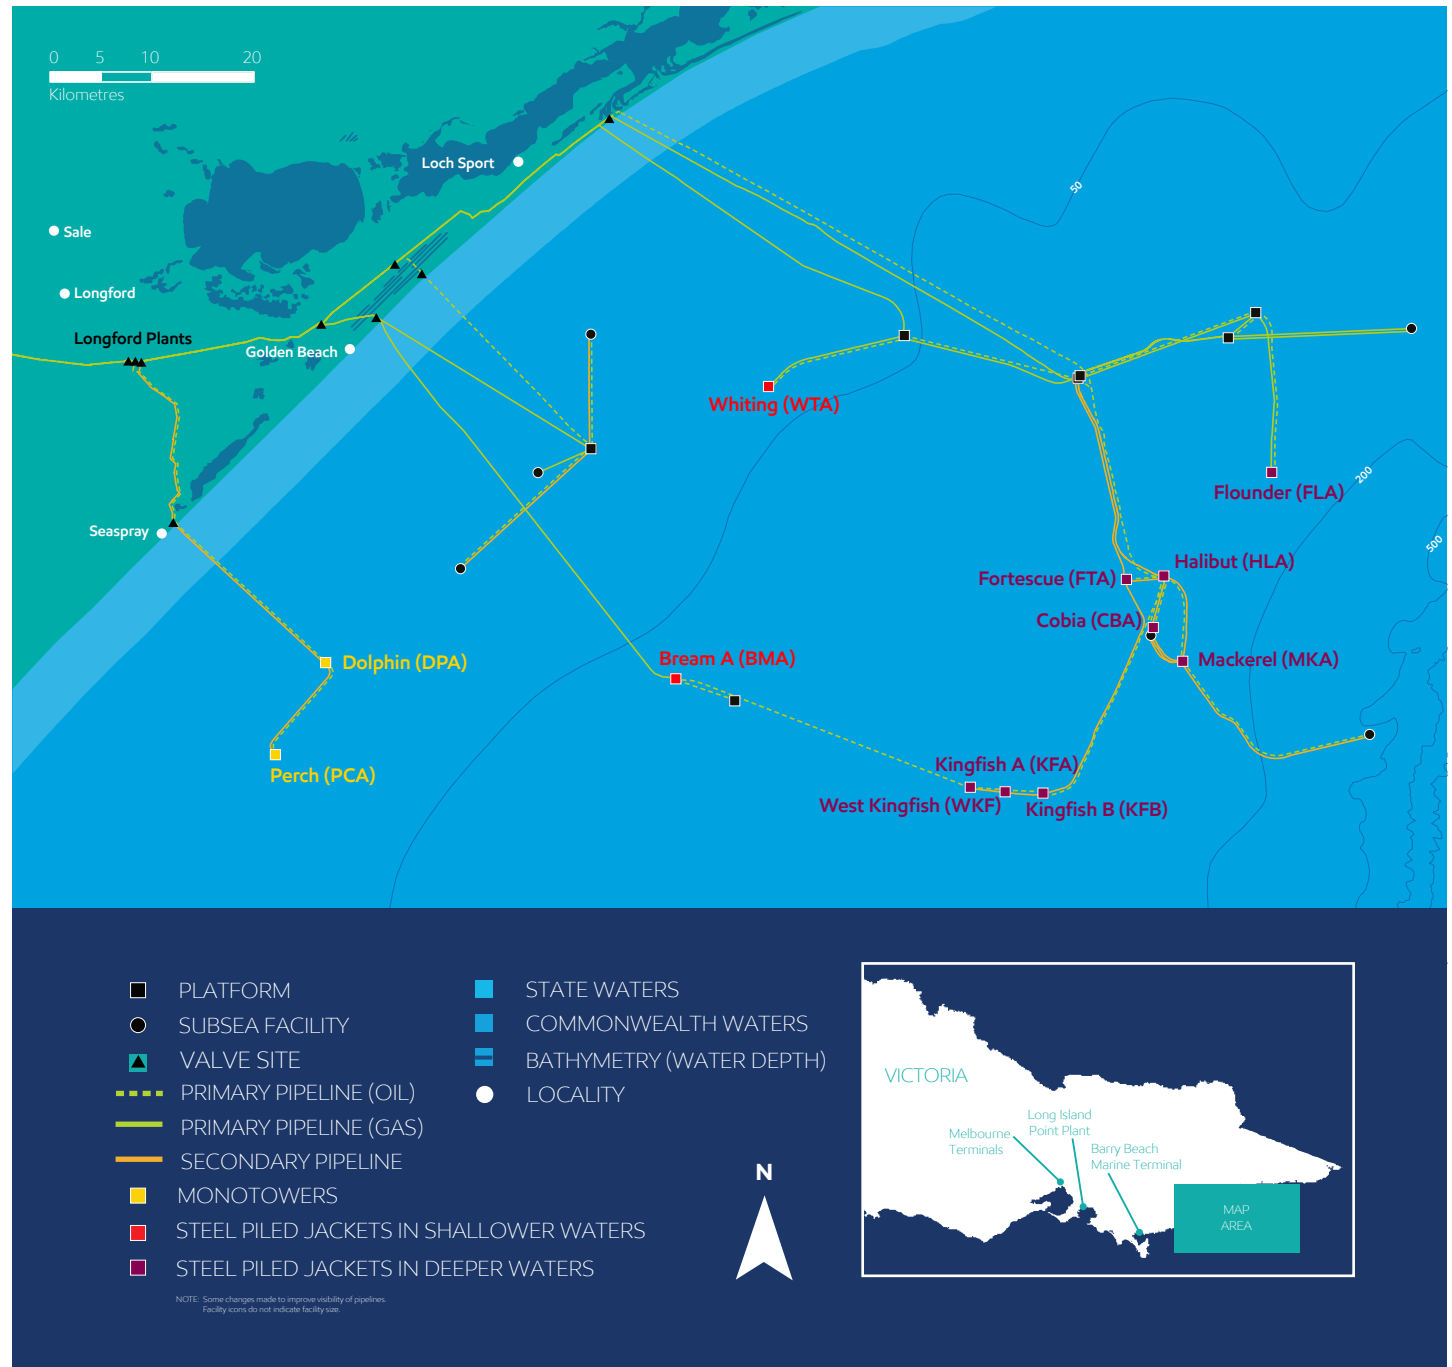 0 5 10 20
Kilometres
Loch Sport
50
Sale
Longford
Longford Plants
Golden Beach
Whiting (WTA)
200
Flounder (FLA)
Seaspray
500
Halibut (HLA)
Fortescue (FTA)
Cobia (CBA)
Dolphin (DPA)
Bream A (BMA)
Mackerel (MKA)
Perch (PCA)
Kingfish A (KFA)
West Kingfish (WKF)
Kingfish B (KFB)
PLATFORM
SUBSEA FACILITY
VALVE SITE
PRIMARY PIPELINE (OIL)
PRIMARY PIPELINE (GAS)
SECONDARY PIPELINE
MONOTOWERS
STEEL PILED JACKETS IN SHALLOWER WATERS
STEEL PILED JACKETS IN DEEPER WATERS
NOTE: Some changes made to improve visibility of pipelines.
Facility icons do not indicate facility size.
STATE WATERS
COMMONWEALTH WATERS
BATHYMETRY (WATER DEPTH)
LOCALITY
N
VICTORIA
Melbourne
Terminals
Long Island
Point Plant
Barry Beach
Marine Terminal
MAP
AREA